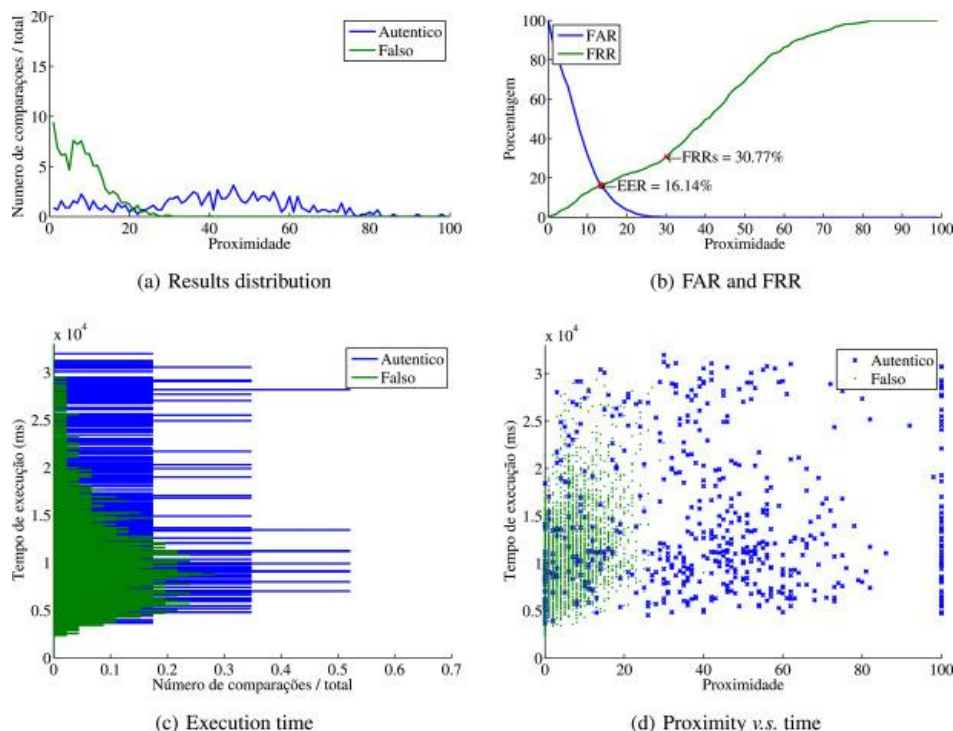 Numero de comparaçoes / total
20
15
10
5
0
0 20 40 60 80 100
Proximidade
Autentico
Falso
(a) Results distribution
Porcentagem
100
80
60
40
20
0
0 10 20 30 40 50 60 70 80 90 100
Proximidade
FAR
FRR
FRRs = 30.77%
EER = 16.14%
(b) FAR and FRR
x 10⁴
Tempo de execução (ms)
3
2.5
2
1.5
1
0.5
0
0 0.1 0.2 0.3 0.4 0.5 0.6 0.7
Número de comparações / total
Autentico
Falso
(c) Execution time
x 10⁴
Tempo de execução (ms)
3
2.5
2
1.5
1
0.5
0
0 20 40 60 80 100
Proximidade
Autentico
Falso
(d) Proximity v.s. time